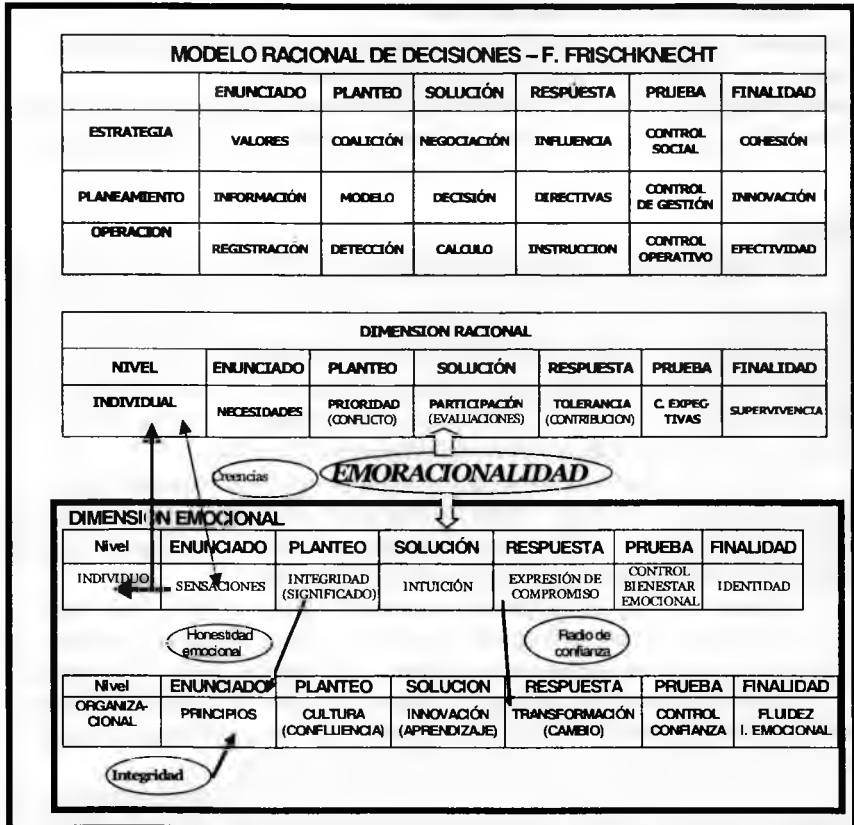 MODELO RACIONAL DE DECISIONES – F. FRISCHKNECHT
ENUNCIADO PLANTEO SOLUCIÓN RESPUESTA PRUEBA FINALIDAD
ESTRATEGIA VALORES COALICIÓN NEGOCIACIÓN INFLUENCIA CONTROL SOCIAL COHESIÓN
PLANEAMIENTO INFORMACIÓN MODELO DECISIÓN DIRECTIVAS CONTROL DE GESTIÓN INNOVACIÓN
OPERACION REGISTRACIÓN DETECCIÓN CALCULO INSTRUCCION CONTROL OPERATIVO EFECTIVIDAD
DIMENSION RACIONAL
NIVEL ENUNCIADO PLANTEO SOLUCIÓN RESPUESTA PRUEBA FINALIDAD
INDIVIDUAL NECESIDADES PRIORIDAD (CONFLICTO) PARTICIPACIÓN (EVALUACIONES) TOLERANCIA (CONTRIBUCION) C. EXPEG TIVAS SUPERVIVENCIA
Creencias EMORACIONALIDAD
DIMENSION EMOCIONAL
Nivel ENUNCIADO PLANTEO SOLUCIÓN RESPUESTA PRUEBA FINALIDAD
INDIVIDUO SENSACIONES INTEGRIDAD (SIGNIFICADO) INTUICIÓN EXPRESIÓN DE COMPROMISO CONTROL BIENESTAR EMOCIONAL IDENTIDAD
Honestidad emocional
Radio de confianza
Nivel ENUNCIADO PLANTEO SOLUCION RESPUESTA PRUEBA FINALIDAD
ORGANIZA-CIONAL PRINCIPIOS CULTURA (CONFLUENCIA) INNOVACIÓN (APRENDIZAJE) TRANSFORMACIÓN (CAMBIO) CONTROL CONFIANZA FLUIDEZ I. EMOCIONAL
Integridad